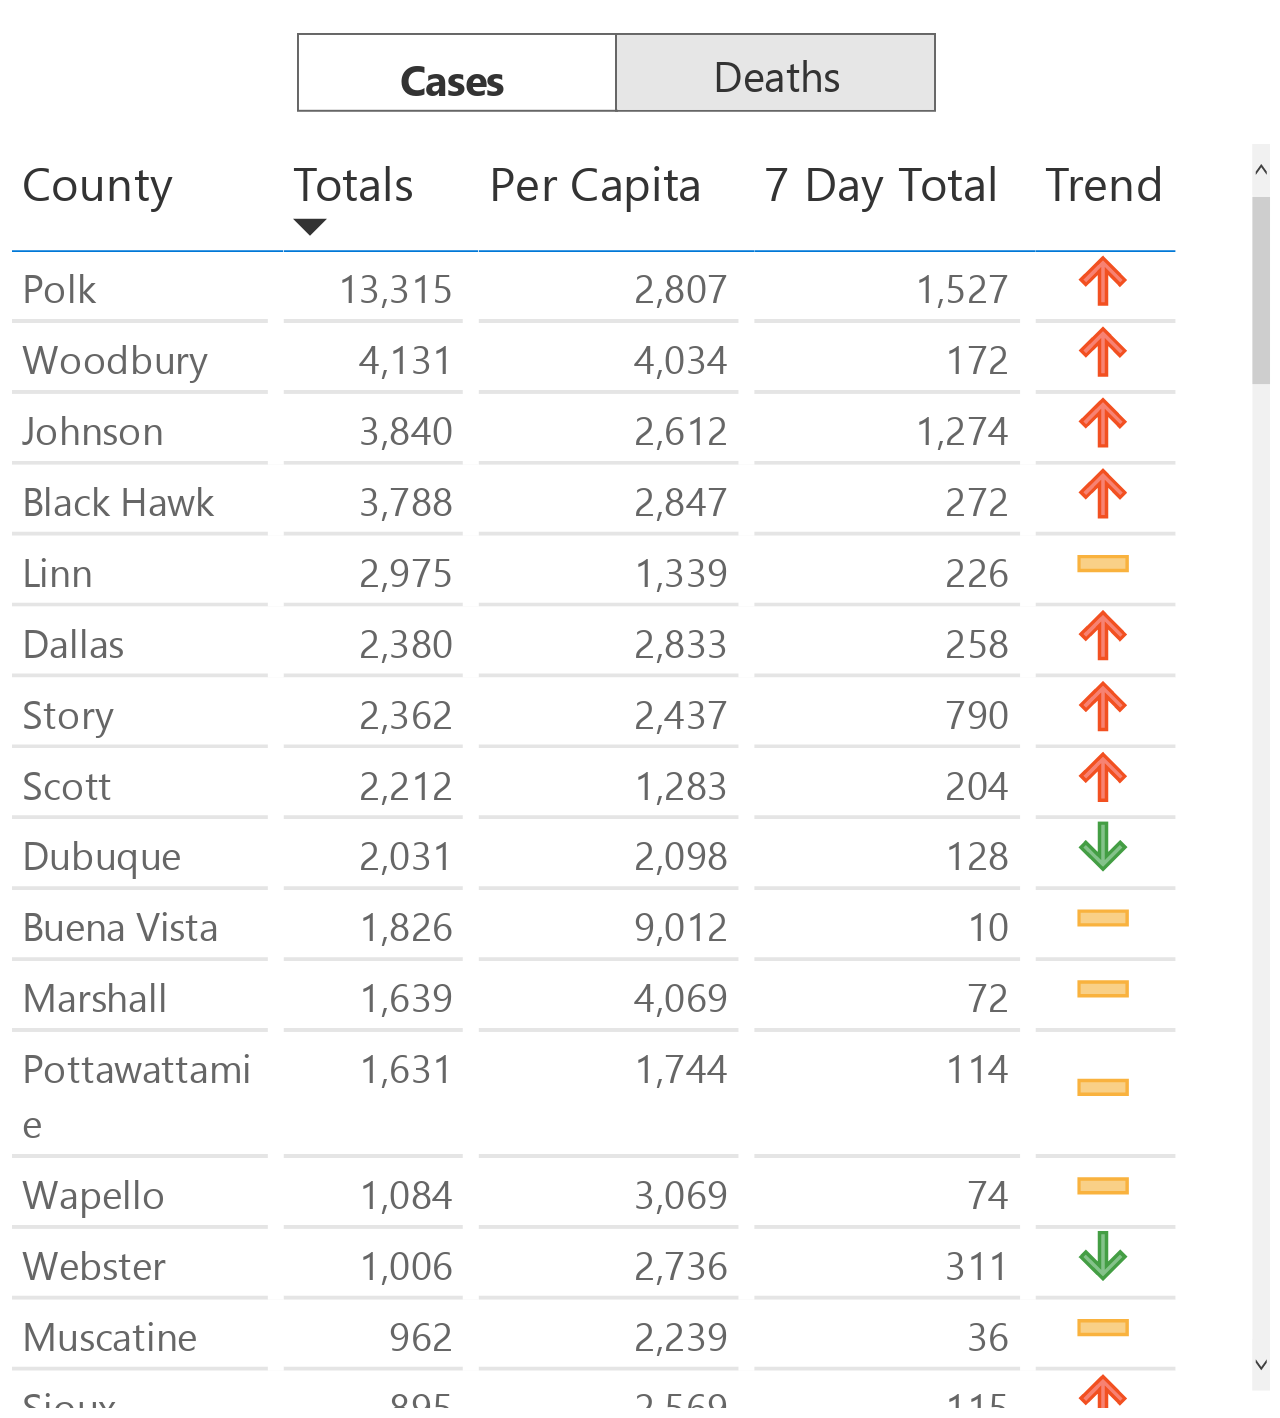 Cases Deaths
County Totals Per Capita 7 Day Total Trend
Polk 13,315 2,807 1,527
Woodbury 4,131 4,034 172
Johnson 3,840 2,612 1,274
Black Hawk 3,788 2,847 272
Linn 2,975 1,339 226
Dallas 2,380 2,833 258
Story 2,362 2,437 790
Scott 2,212 1,283 204
Dubuque 2,031 2,098 128
Buena Vista 1,826 9,012 10
Marshall 1,639 4,069 72
Pottawattami 1,631 1,744 114
e
Wapello 1,084 3,069 74
Webster 1,006 2,736 311
Muscatine 962 2,239 36
Sioux 895 2,569 115